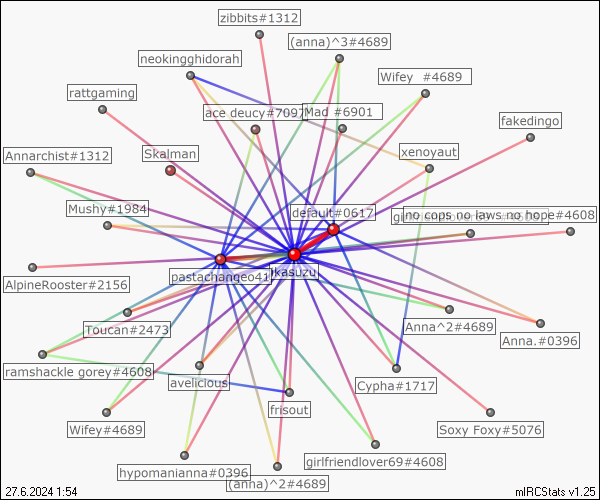 zibbits#1312
(anna)^3#4689
neokingghidorah
Wifey #4689
rattgaming
ace deucy#7097
Mad #6901
fakedingo
Annarchist#1312
Skalman
xenoyaut
Mushy#1984
default#0617
no cops no laws no hope#4608
pastachangeo41
Ikasuzu
AlpineRooster#2156
Toucan#2473
Anna^2#4689
Anna.#0396
ramshackle gorey#4608
avelicious
Cypha#1717
frisout
Wifey#4689
Soxy Foxy#5076
girlfriendlover69#4608
hypomanianna#0396
(anna)^2#4689
27.6.2024 1:54
mIRCStats v1.25